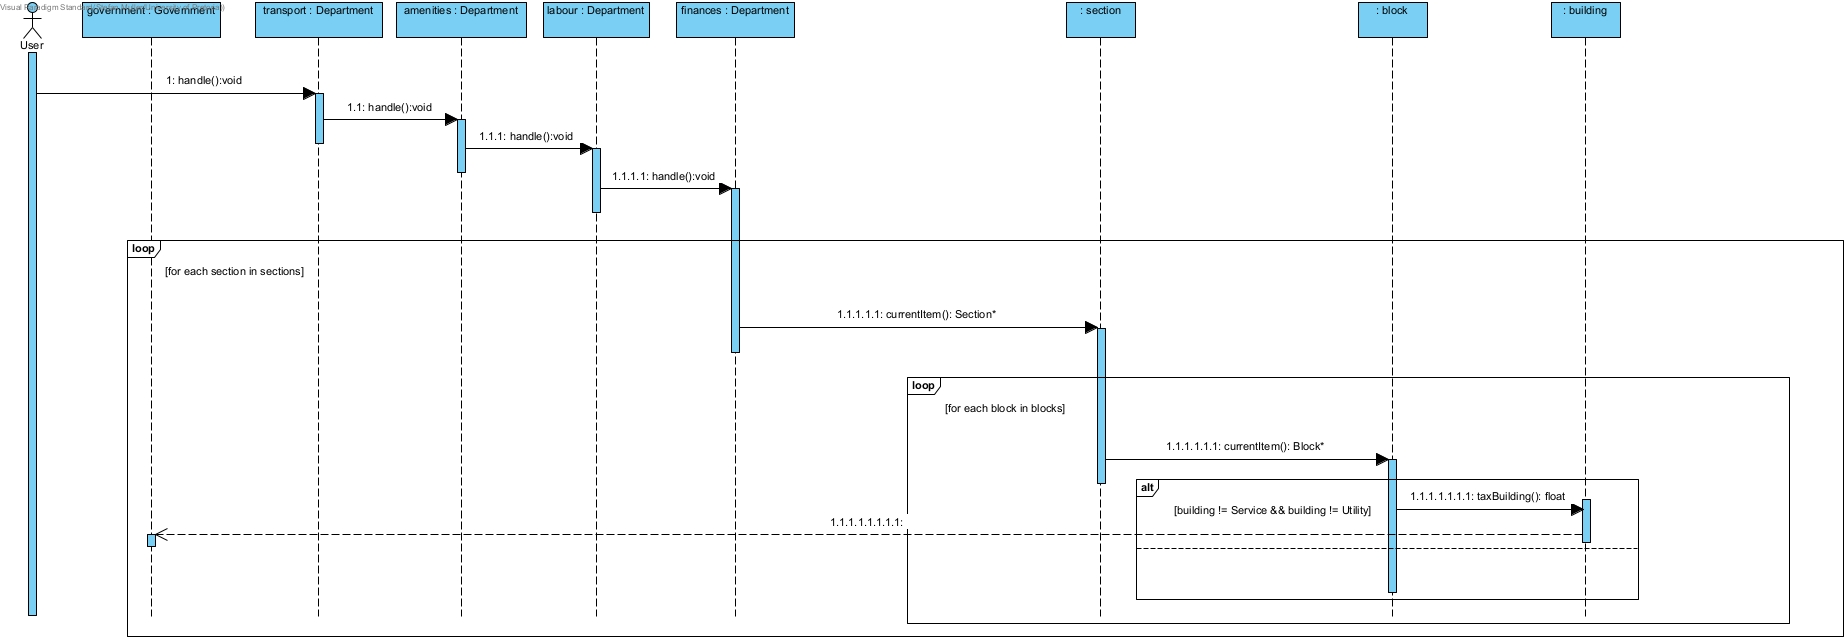 government : Government
transport : Department
amenities : Department
labour : Department
finances : Department
: section
: block
: building
User
1: handle():void
1.1: handle():void
1.1.1: handle():void
1.1.1.1: handle():void
loop
[for each section in sections]
1.1.1.1.1: currentItem(): Section*
loop
[for each block in blocks]
1.1.1.1.1.1: currentItem(): Block*
alt
1.1.1.1.1.1.1: taxBuilding(): float
[building != Service && building != Utility]
1.1.1.1.1.1.1.1: